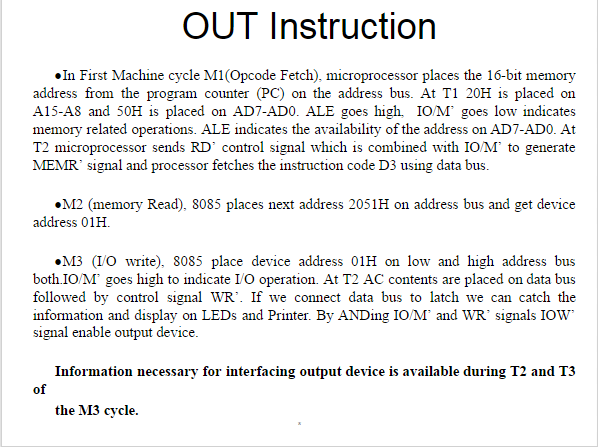 OUT Instruction
•In First Machine cycle M1(Opcode Fetch), microprocessor places the 16-bit memory
address from the program counter (PC) on the address bus. At T1 20H is placed on
A15-A8 and 50H is placed on AD7-AD0. ALE goes high, IO/M' goes low indicates
memory related operations. ALE indicates the availability of the address on AD7-AD0. At
T2 microprocessor sends RD' control signal which is combined with IO/M' to generate
MEMR' signal and processor fetches the instruction code D3 using data bus.
•M2 (memory Read), 8085 places next address 2051H on address bus and get device
address 01H.
•M3 (I/O write), 8085 place device address 01H on low and high address bus
both.IO/M' goes high to indicate I/O operation. At T2 AC contents are placed on data bus
followed by control signal WR'. If we connect data bus to latch we can catch the
information and display on LEDs and Printer. By ANDing IO/M' and WR' signals IOW'
signal enable output device.
Information necessary for interfacing output device is available during T2 and T3
of
the M3 cycle.